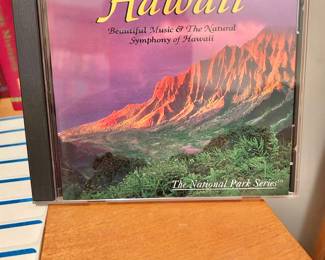 Hawaii
Beautiful Music & The Natural
Symphony of Hawaii
The National Park Series